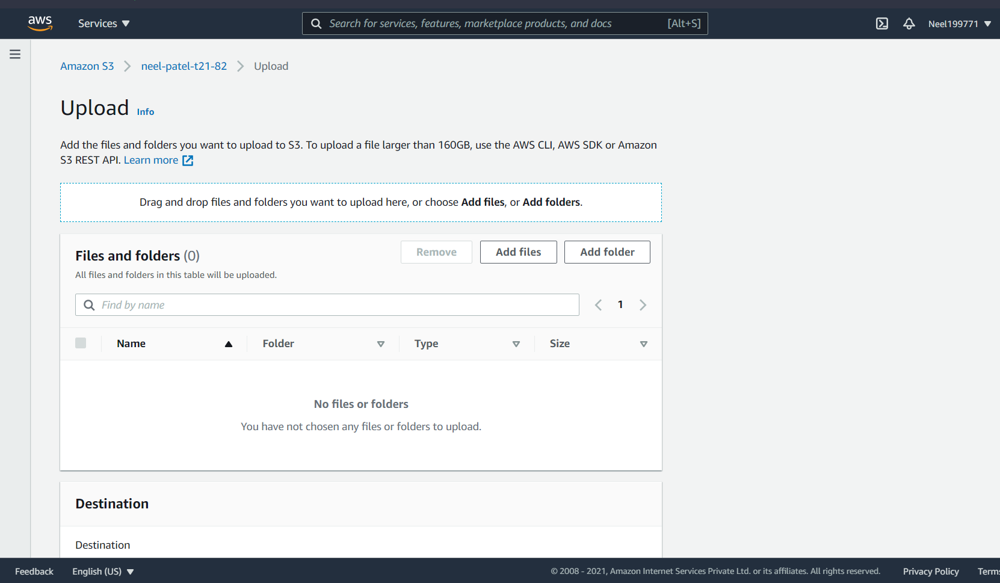 aws
Services
Search for services, features, marketplace products, and docs
[Alt+S]
Neel199771
Amazon S3
neel-patel-t21-82
Upload
Upload
Info
Add the files and folders you want to upload to S3. To upload a file larger than 160GB, use the AWS CLI, AWS SDK or Amazon
S3 REST API. Learn more
Drag and drop files and folders you want to upload here, or choose Add files, or Add folders.
Files and folders (0)
Remove
Add files
Add folder
All files and folders in this table will be uploaded.
Find by name
1
Name
Folder
Type
Size
No files or folders
You have not chosen any files or folders to upload.
Destination
Destination
Feedback
English (US)
© 2008 - 2021, Amazon Internet Services Private Ltd. or its affiliates. All rights reserved.
Privacy Policy
Terms